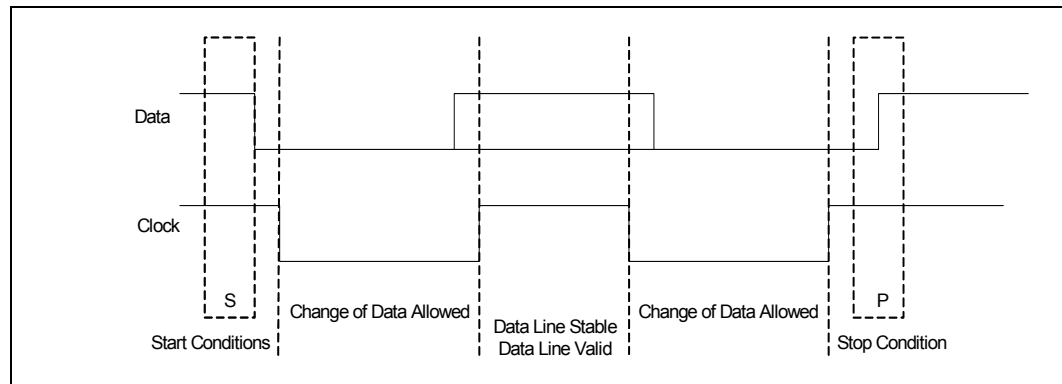 Data
Clock
S
P
Change of Data Allowed
Data Line Stable
Data Line Valid
Change of Data Allowed
Start Conditions
Stop Condition